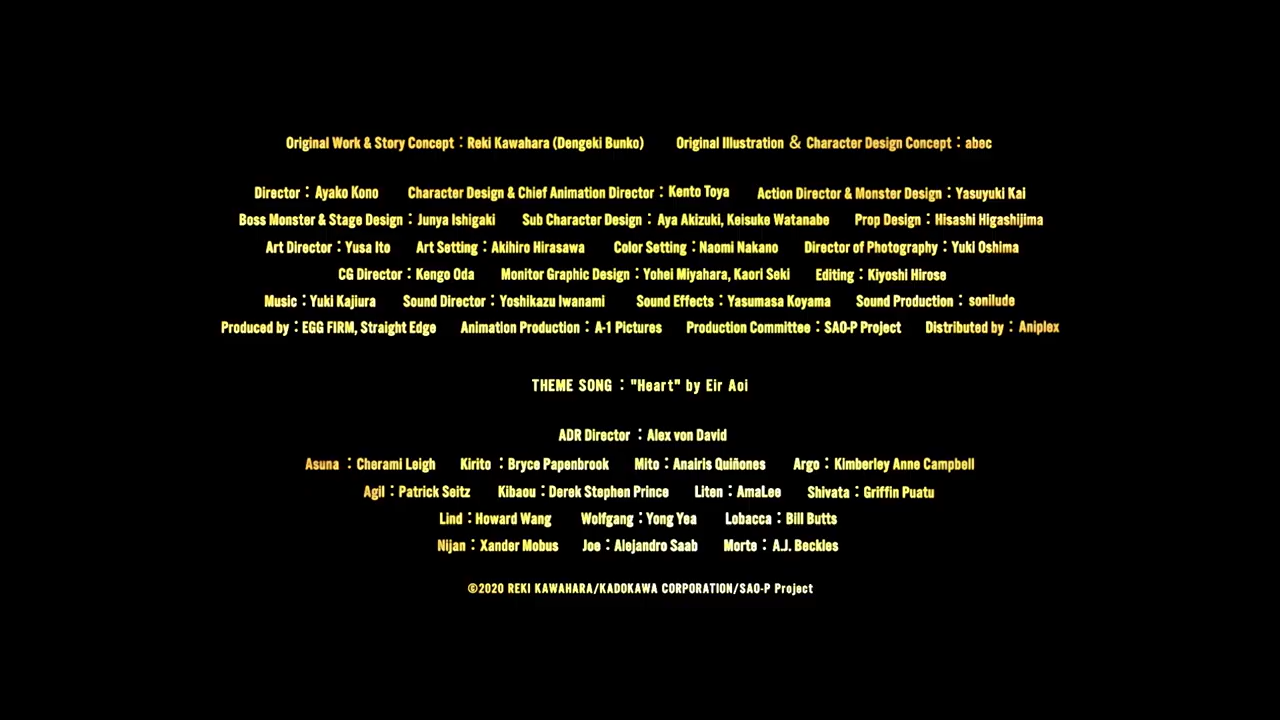 Original Work & Story Concept：Reki Kawahara (Dengeki Bunko) Original Illustration ＆ Character Design Concept：abec
Director：Ayako Kono Character Design & Chief Animation Director：Kento Toya Action Director & Monster Design：Yasuyuki Kai
Boss Monster & Stage Design：Junya Ishigaki Sub Character Design：Aya Akizuki, Keisuke Watanabe Prop Design：Hisashi Higashijima
Art Director：Yusa Ito Art Setting：Akihiro Hirasawa Color Setting：Naomi Nakano Director of Photography：Yuki Oshima
CG Director：Kengo Oda Monitor Graphic Design：Yohei Miyahara, Kaori Seki Editing：Kiyoshi Hirose
Music：Yuki Kajiura Sound Director：Yoshikazu Iwanami Sound Effects：Yasumasa Koyama Sound Production：sonilude
Produced by：EGG FIRM, Straight Edge Animation Production：A-1 Pictures Production Committee：SAO-P Project Distributed by：Aniplex
THEME SONG："Heart" by Eir Aoi
ADR Director：Alex von David
Asuna：Cherami Leigh Kirito：Bryce Papenbrook Mito：Anairis Quiñones Argo：Kimberley Anne Campbell
Agil：Patrick Seitz Kibaou：Derek Stephen Prince Liten：AmaLee Shivata：Griffin Puatu
Lind：Howard Wang Wolfgang：Yong Yea Lobacca：Bill Butts
Nijan：Xander Mobus Joe：Alejandro Saab Morte：A.J. Beckles
©2020 REKI KAWAHARA/KADOKAWA CORPORATION/SAO-P Project